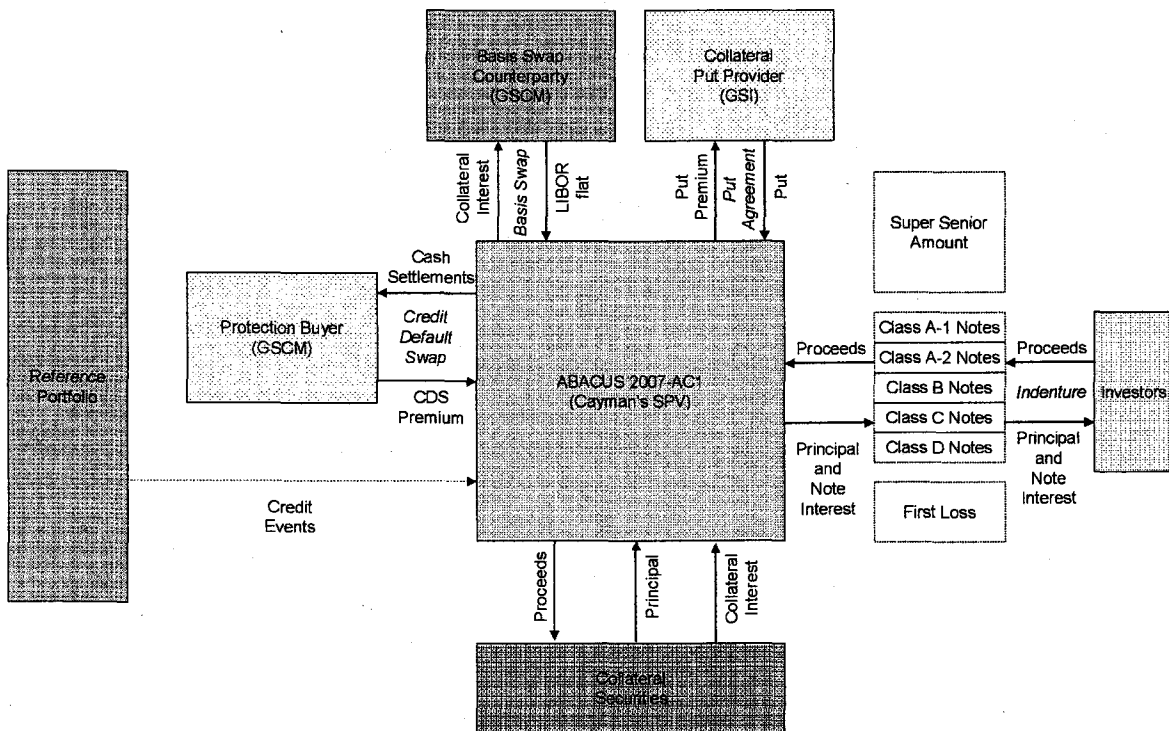 Basis Swap
Counterparty
(GSCM)
Collateral
Put Provider
(GSI)
Collateral
Interest
Basis Swap
LIBOR
flat
Put
Premium
Put
Agreement
Put
Super Senior
Amount
Cash
Settlements
Protection Buyer
(GSCM)
Credit
Default
Swap
CDS
Premium
Reference
Portfolio
Credit
Events
ABACUS 2007-AC1
(Cayman's SPV)
Proceeds
Principal
and
Note
Interest
Class A-1 Notes
Class A-2 Notes
Class B Notes
Class C Notes
Class D Notes
First Loss
Proceeds
Indenture
Principal
and
Note
Interest
Investors
Proceeds
Principal
Collateral
Interest
Collateral
Securities